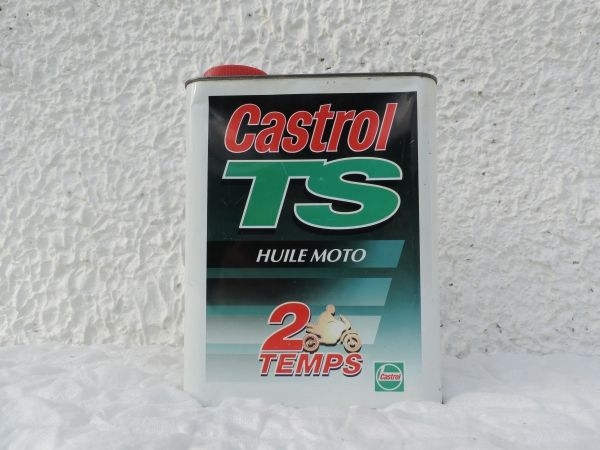 Castrol
TS
HUILE MOTO
2
TEMPS
Castrol